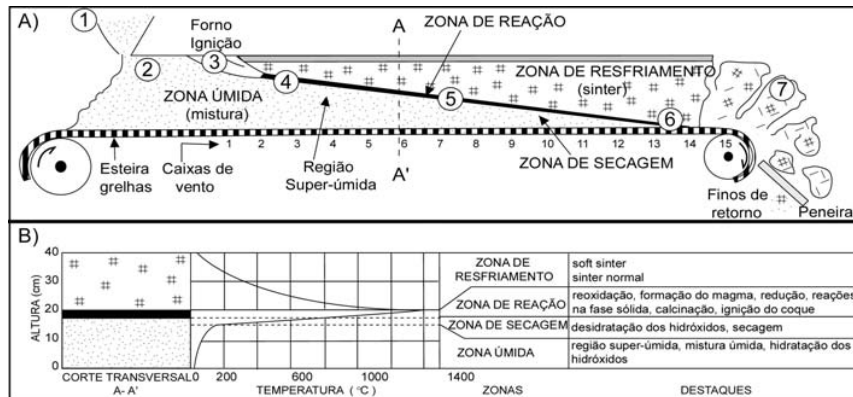 A)
1
Forno
Ignição
A
ZONA DE REAÇÃO
2
3
4
5
ZONA DE RESFRIAMENTO
(sinter)
7
ZONA ÚMIDA
(mistura)
6
1 2 3 4 5 6 7 8 9 10 11 12 13 14 15
Esteira
grelhas
Caixas de
vento
Região
Super-úmida
A'
ZONA DE SECAGEM
Finos de
retorno
Peneira
B)
ALTURA (cm)
40
30
20
10
0
ZONA DE
RESFRIAMENTO
soft sinter
sinter normal
ZONA DE REAÇÃO
reoxidação, formação do magma, redução, reações
na fase sólida, calcinação, ignição do coque
ZONA DE SECAGEM
desidratação dos hidróxidos, secagem
ZONA ÚMIDA
região super-úmida, mistura úmida, hidratação dos
hidróxidos
CORTE TRANSVERSAL
A- A'
0 200 600 1000 1400
TEMPERATURA ( °C)
ZONAS
DESTAQUES